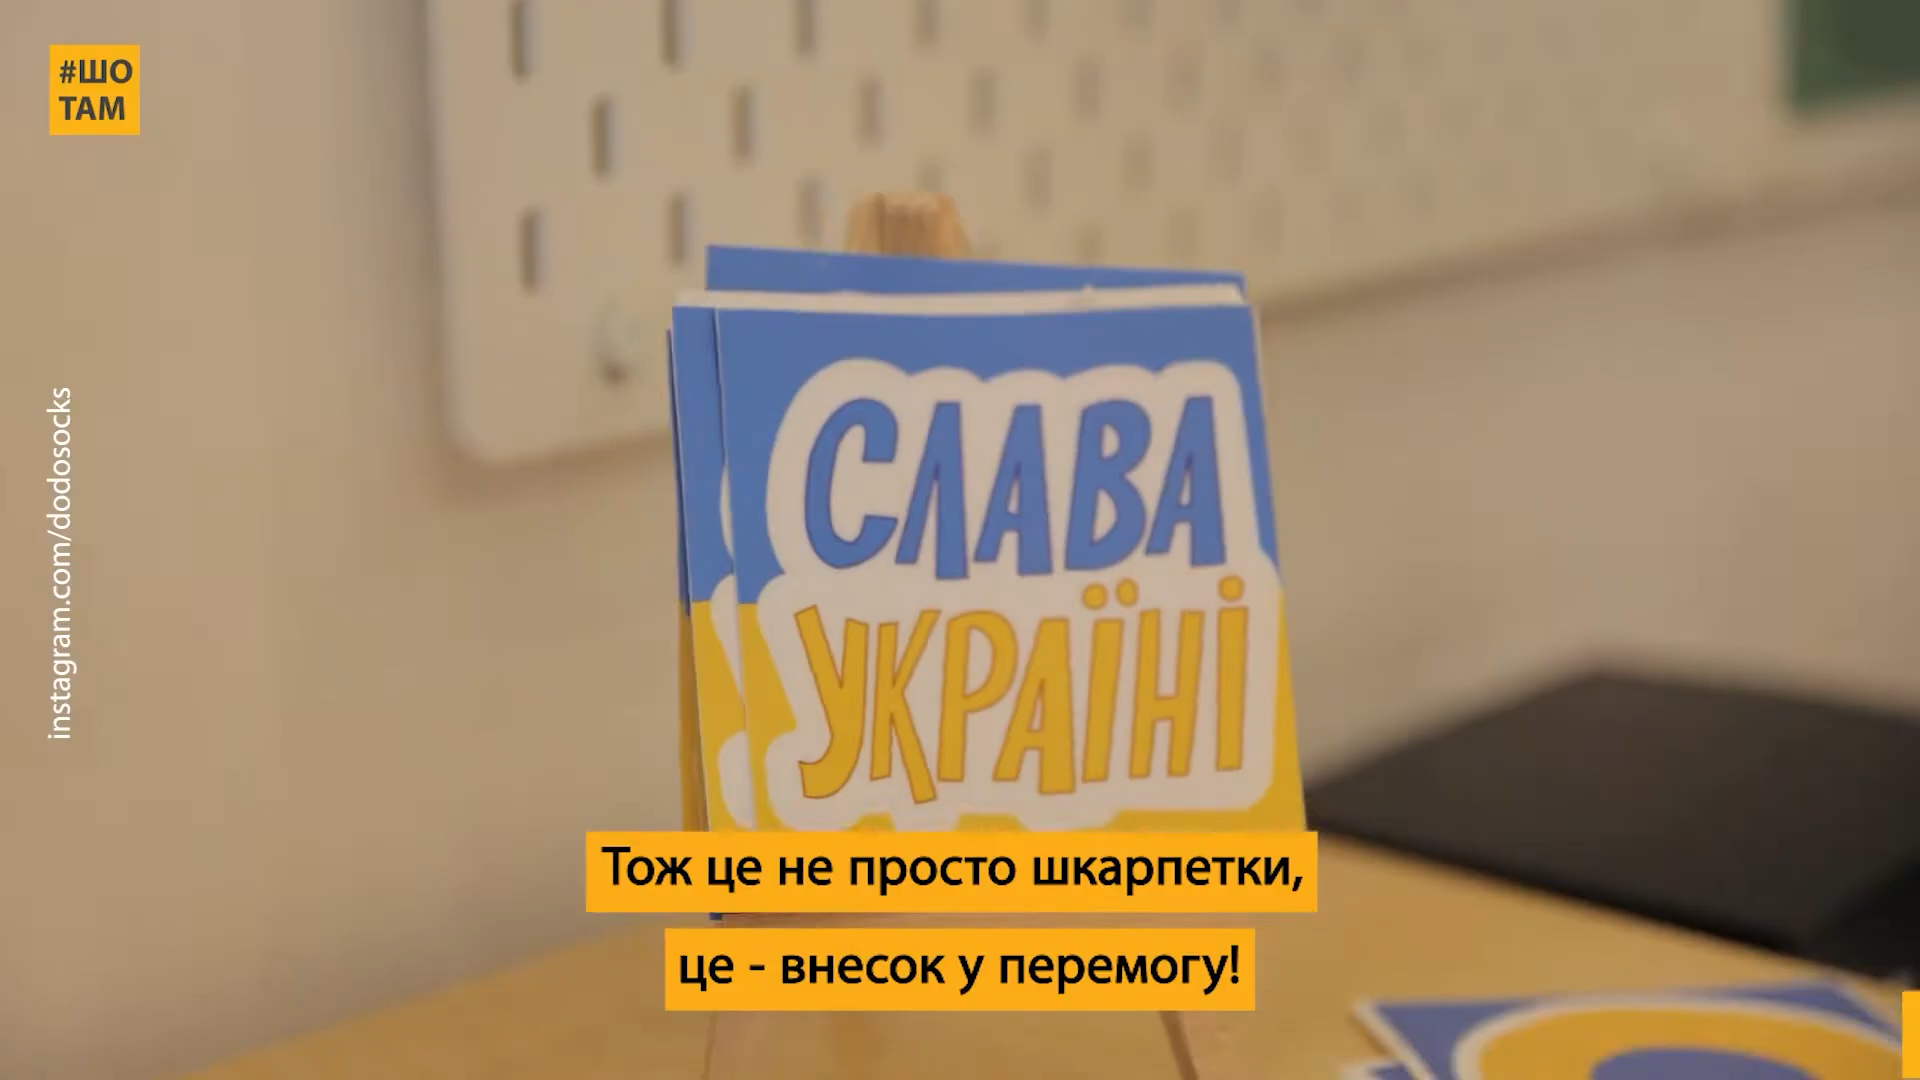 #ШО
ТАМ
instagram.com/dodosocks
СЛАВА
УКРАЇНІ
Тож це не просто шкарпетки,
це - внесок у перемогу!